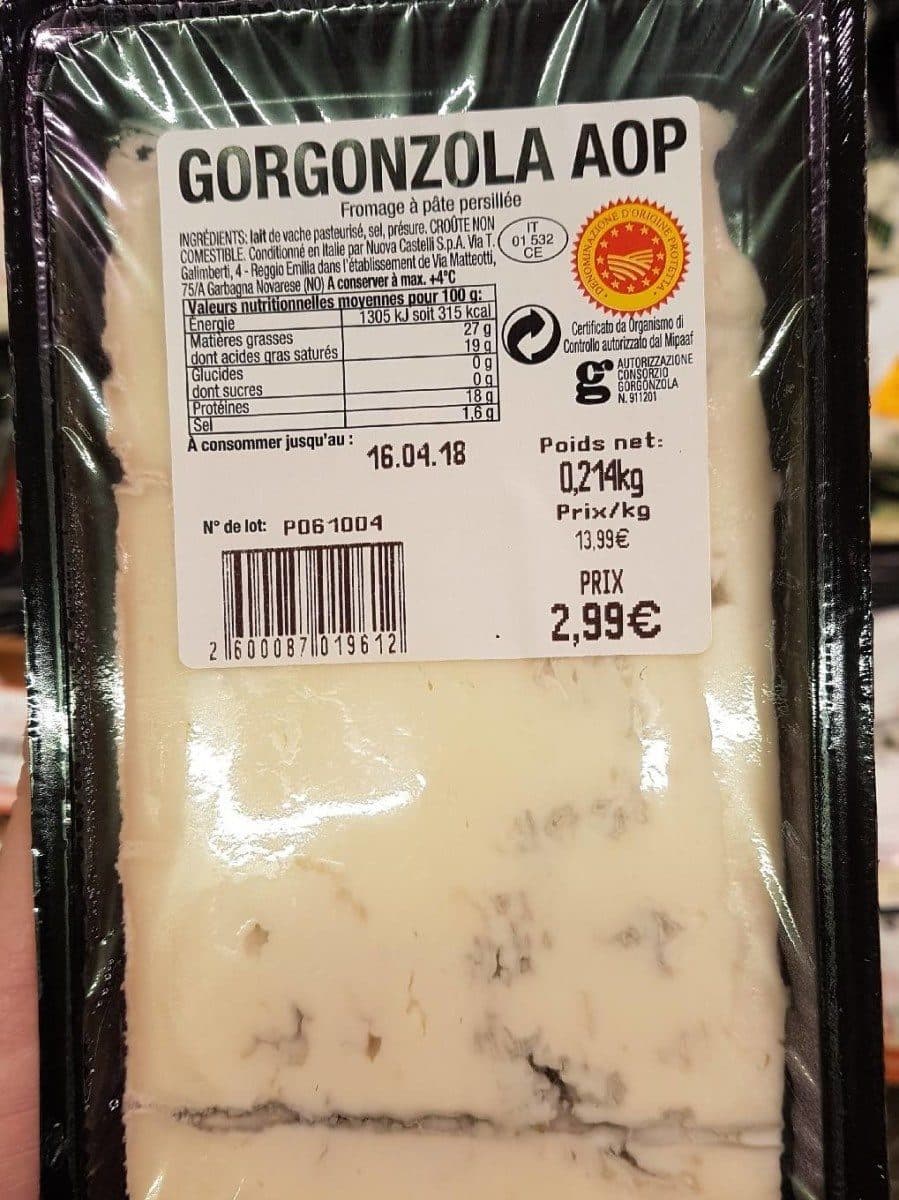 GORGONZOLA AOP
Fromage à pâte persillée
INGRÉDIENTS: lait de vache pasteurisé, sel, présure. CROÛTE NON
COMESTIBLE. Conditionné en Italie par Nuova Castelli S.p.A. Via T.
Galimberti, 4 - Reggio Emilia dans l'établissement de Via Matteotti,
75/A Garbagna Novarese (NO) A conserver à max. +4°C
IT
01 532
CE
DENOMINAZIONE D'ORIGINE PROTETTA
Valeurs nutritionnelles moyennes pour 100 g:
Énergie 1305 kJ soit 315 kcal
Matières grasses 27 g
dont acides gras saturés 19 g
Glucides 0 g
dont sucres 0 g
Protéines 18 g
Sel 1,6 g
Certificato da Organismo di
Controllo autorizzato dal Mipaaf
g
AUTORIZZAZIONE
CONSORZIO
GORGONZOLA
N. 911201
À consommer jusqu'au : 16.04.18
N° de lot: P061004
2 600087 019612
Poids net:
0,214kg
Prix/kg
13,99€
PRIX
2,99€